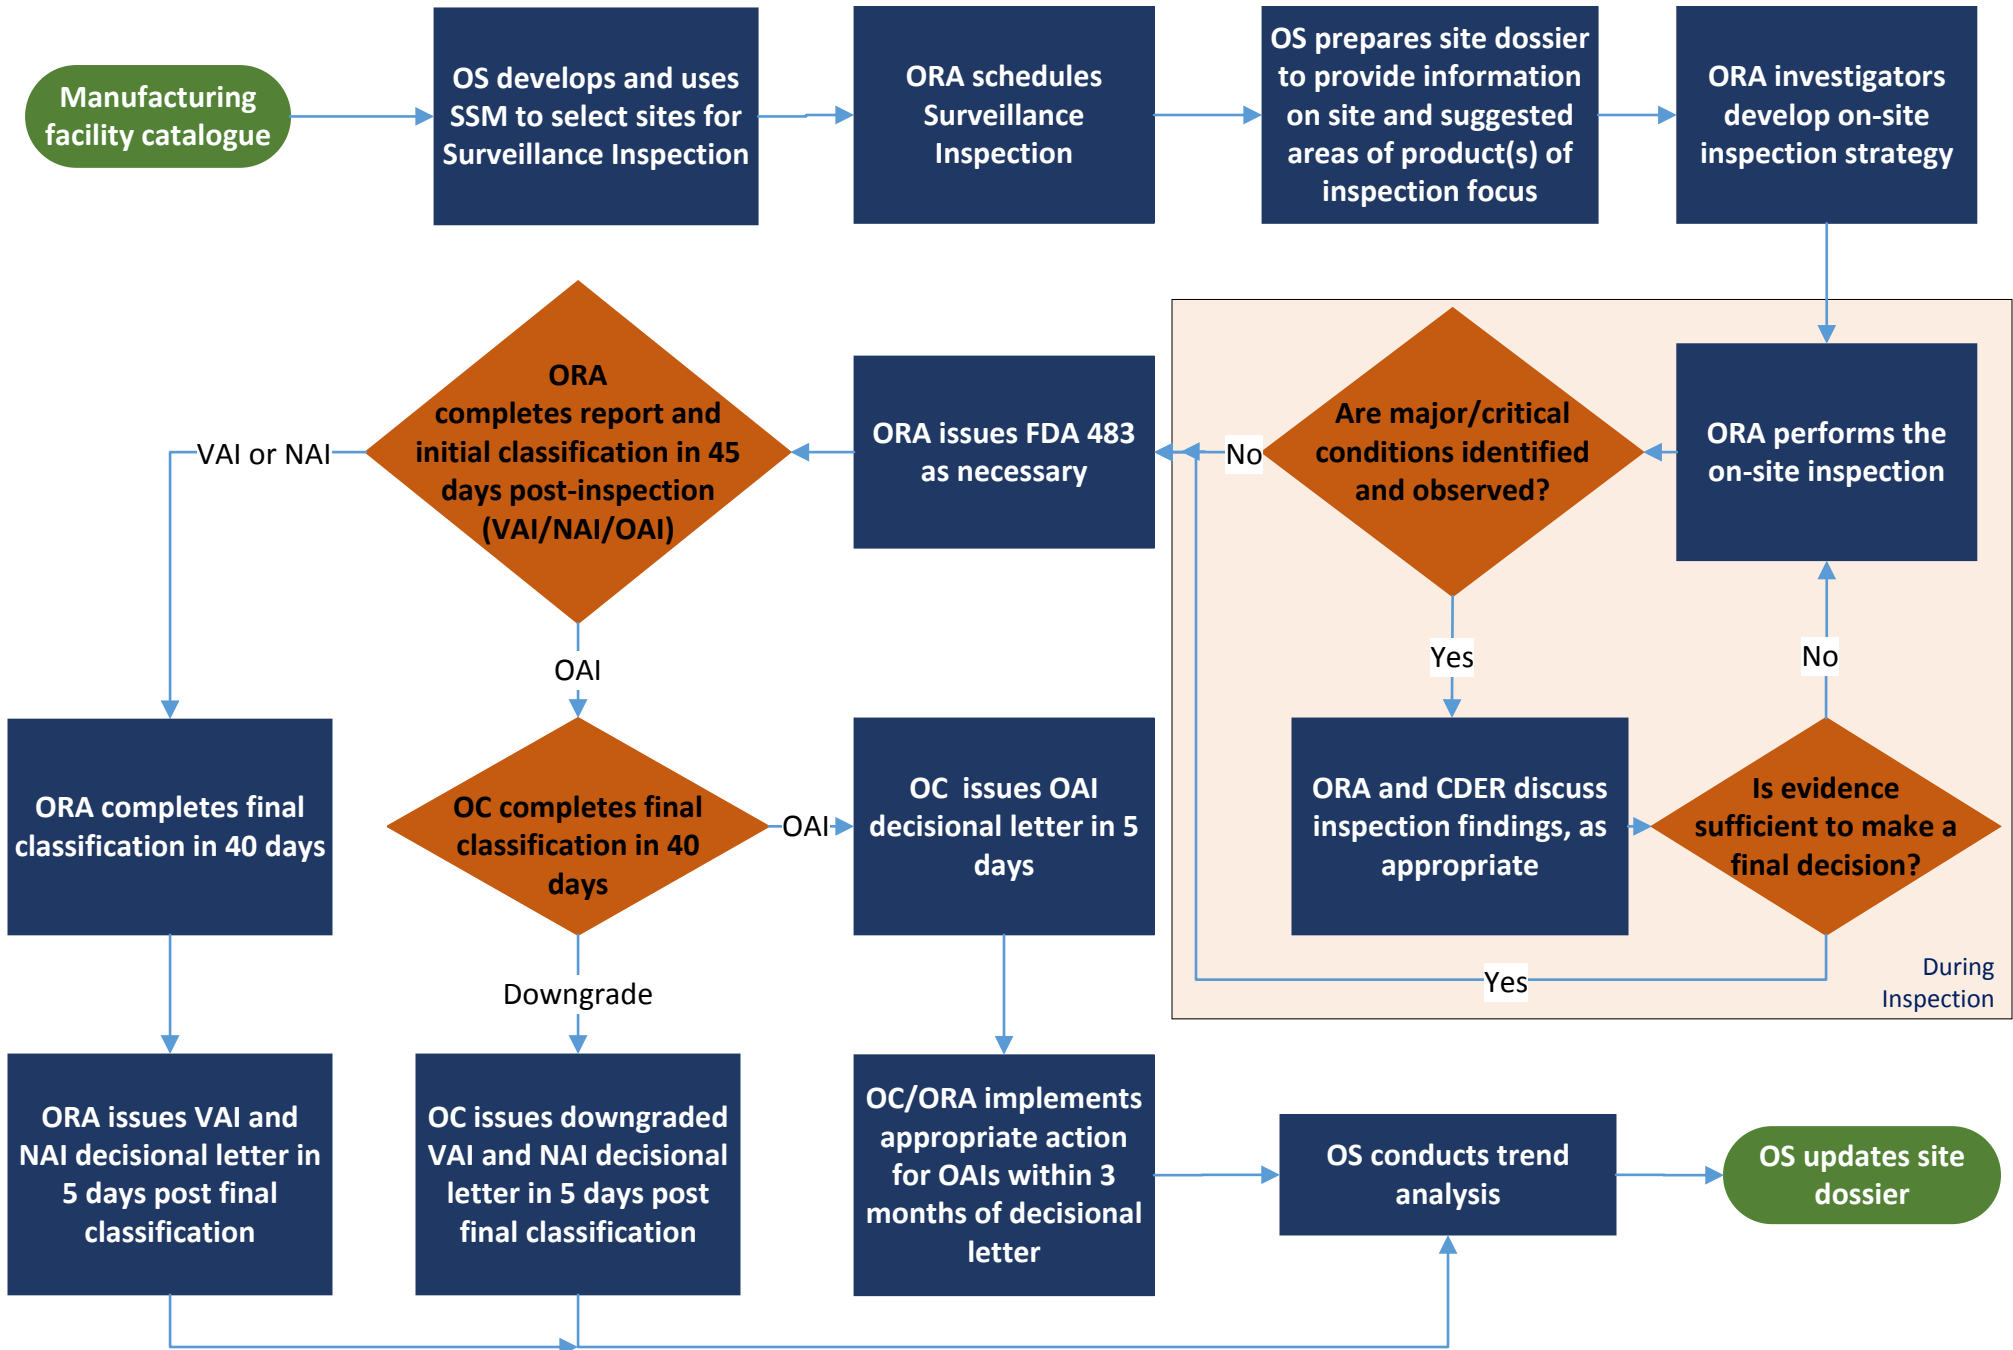 Manufacturing
facility catalogue
OS develops and uses
SSM to select sites for
Surveillance Inspection
ORA schedules
Surveillance
Inspection
OS prepares site dossier
to provide information
on site and suggested
areas of product(s) of
inspection focus
ORA investigators
develop on-site
inspection strategy
ORA performs the
on-site inspection
Are major/critical
conditions identified
and observed?
No
Yes
ORA and CDER discuss
inspection findings, as
appropriate
Is evidence
sufficient to make a
final decision?
No
Yes
During
Inspection
ORA issues FDA 483
as necessary
ORA
completes report and
initial classification in 45
days post-inspection
(VAI/NAI/OAI)
VAI or NAI
OAI
ORA completes final
classification in 40 days
OC completes final
classification in 40
days
OAI
Downgrade
OC  issues OAI
decisional letter in 5
days
ORA issues VAI and
NAI decisional letter in
5 days post final
classification
OC issues downgraded
VAI and NAI decisional
letter in 5 days post
final classification
OC/ORA implements
appropriate action
for OAIs within 3
months of decisional
letter
OS conducts trend
analysis
OS updates site
dossier